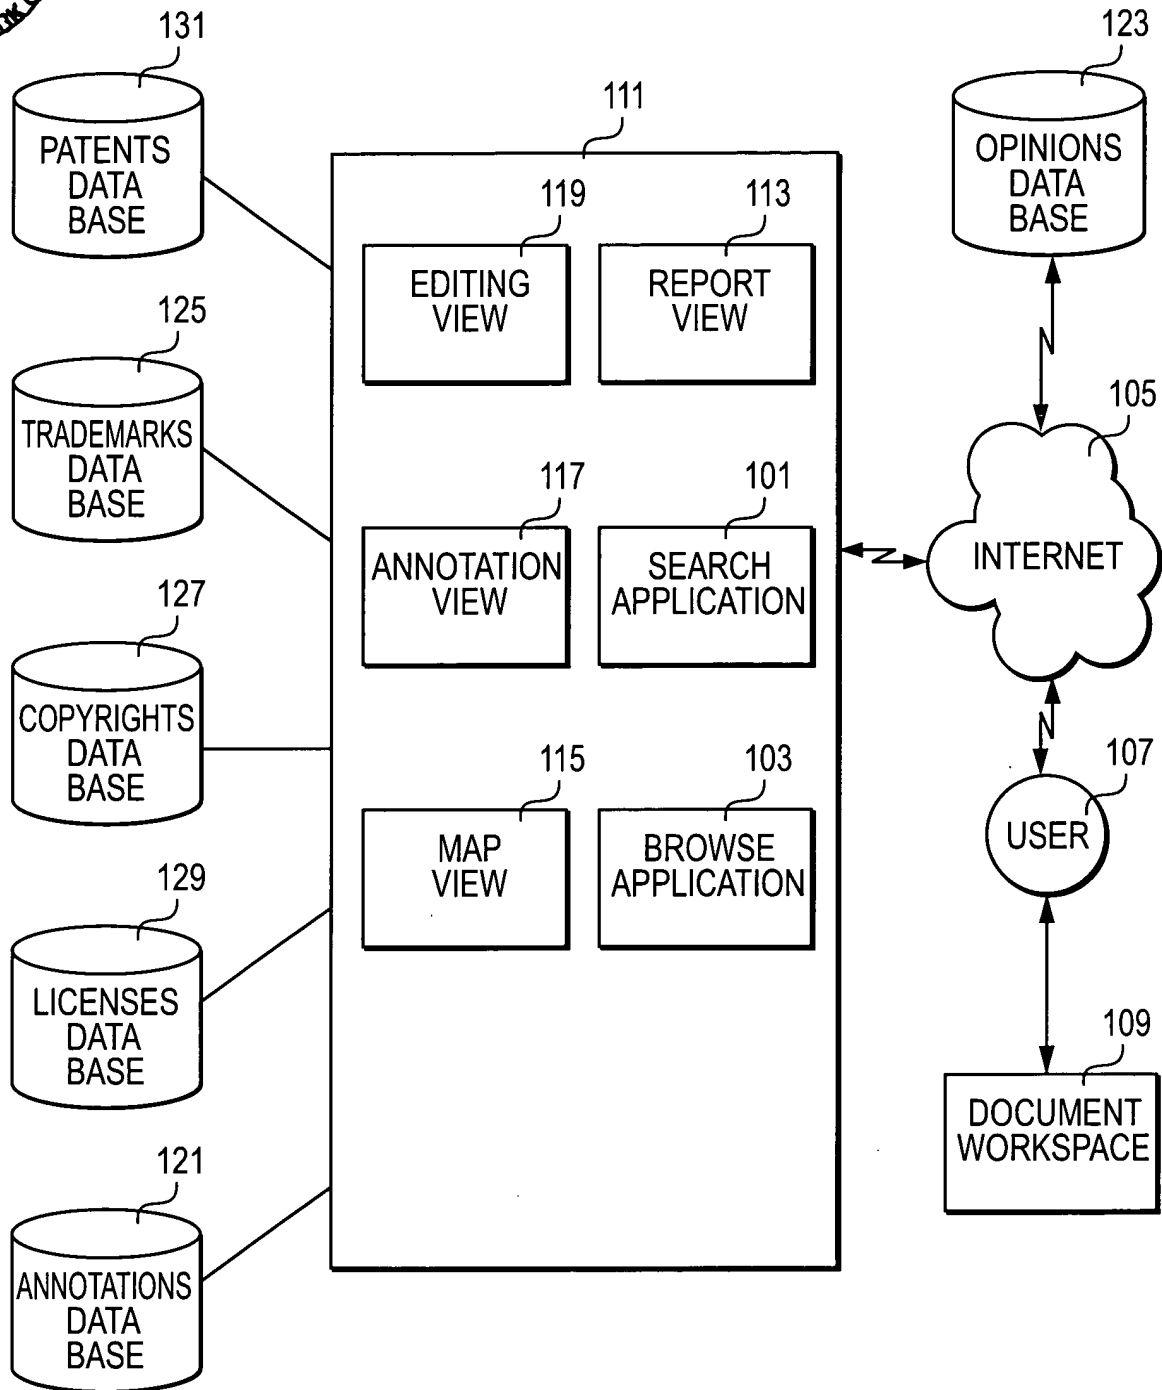 131
PATENTS
DATA
BASE
125
TRADEMARKS
DATA
BASE
127
COPYRIGHTS
DATA
BASE
129
LICENSES
DATA
BASE
121
ANNOTATIONS
DATA
BASE
111
119
EDITING
VIEW
113
REPORT
VIEW
117
ANNOTATION
VIEW
101
SEARCH
APPLICATION
115
MAP
VIEW
103
BROWSE
APPLICATION
123
OPINIONS
DATA
BASE
105
INTERNET
107
USER
109
DOCUMENT
WORKSPACE